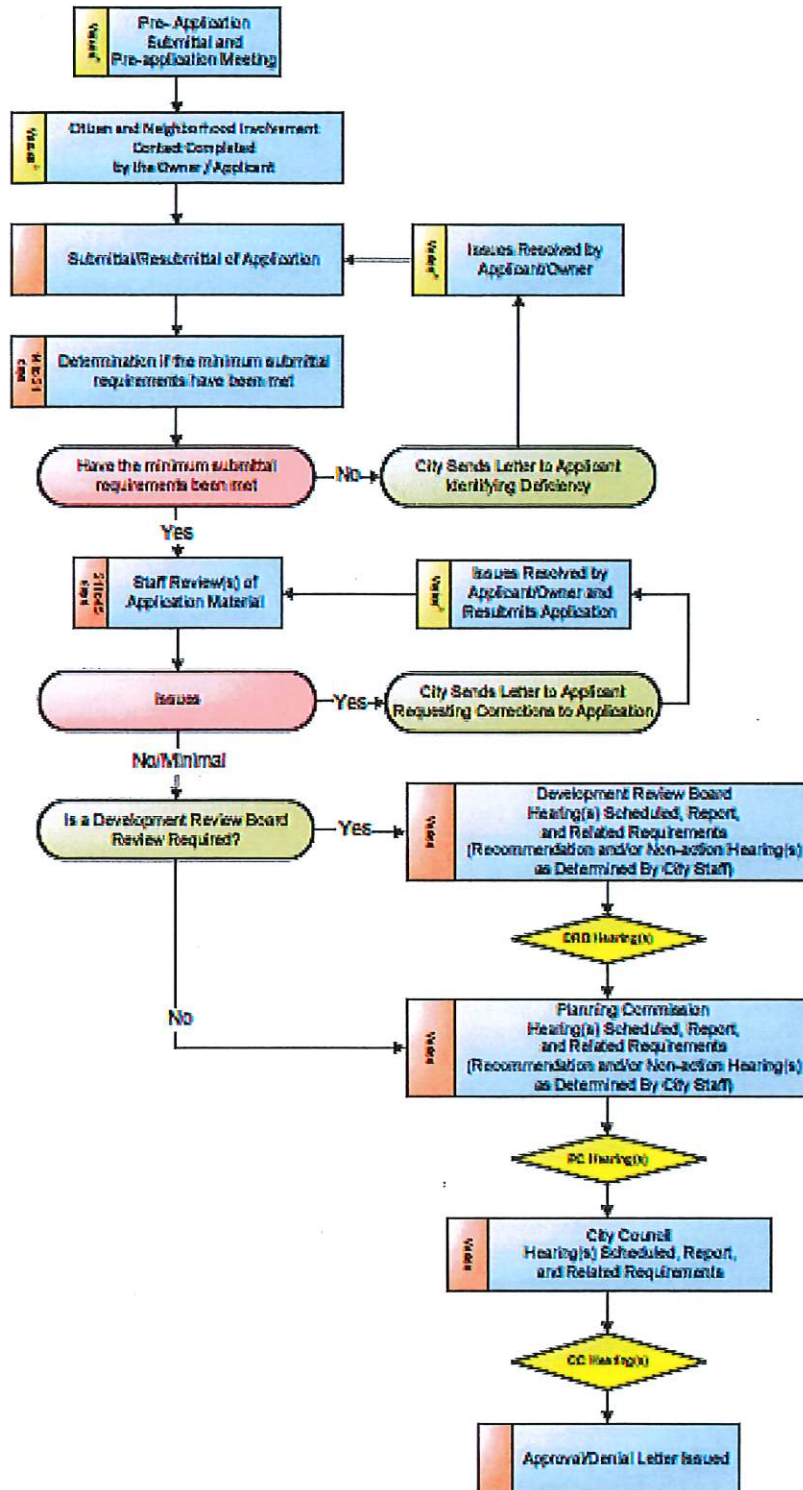 Pre- Application
Submittal and
Pre-application Meeting
Citizen and Neighborhood Involvement
Contact Completed
by the Owner / Applicant
Submittal/Resubmittal of Application
Issues Resolved by
Applicant/Owner
Determination if the minimum submittal
requirements have been met
Have the minimum submittal
requirements been met
No
City Sends Letter to Applicant
Identifying Deficiency
Yes
Staff Review(s) of
Application Material
Issues Resolved by
Applicant/Owner and
Resubmits Application
Issues
Yes
City Sends Letter to Applicant
Requesting Corrections to Application
No/Minimal
Is a Development Review Board
Review Required?
Yes
Development Review Board
Hearing(s) Scheduled, Report,
and Related Requirements
(Recommendation and/or Non-action Hearing(s)
as Determined By City Staff)
DRB Hearing(s)
No
Planning Commission
Hearing(s) Scheduled, Report,
and Related Requirements
(Recommendation and/or Non-action Hearing(s)
as Determined By City Staff)
PC Hearing(s)
City Council
Hearing(s) Scheduled, Report,
and Related Requirements
CC Hearing(s)
Approval/Denial Letter Issued